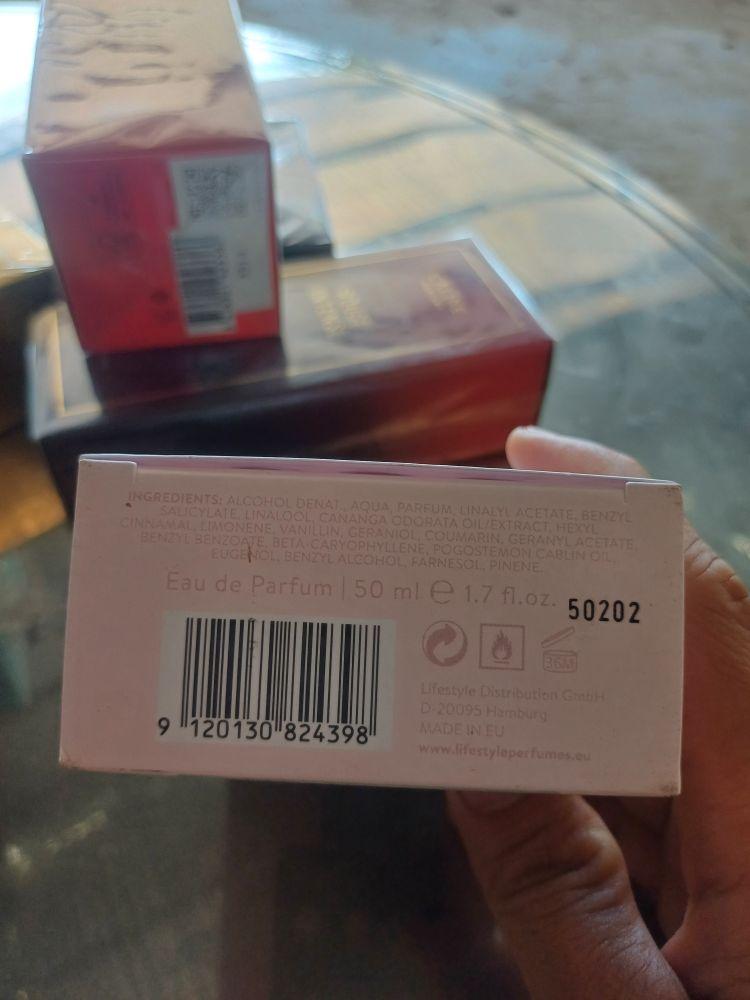 INGREDIENTS: ALCOHOL DENAT., AQUA, PARFUM, LINALYL ACETATE, BENZYL
SALICYLATE, LINALOOL, CANANGA ODORATA OIL/EXTRACT, HEXYL
CINNAMAL, LIMONENE, VANILLIN, GERANIOL, COUMARIN, GERANYL ACETATE,
BENZYL BENZOATE, BETA-CARYOPHYLLENE, POGOSTEMON CABLIN OIL,
EUGENOL, BENZYL ALCOHOL, FARNESOL, PINENE.
Eau de Parfum | 50 ml e 1.7 fl.oz. 50202
36M
9 120130 824398
Lifestyle Distribution GmbH
D-20095 Hamburg
MADE IN EU
www.lifestyleperfumes.eu